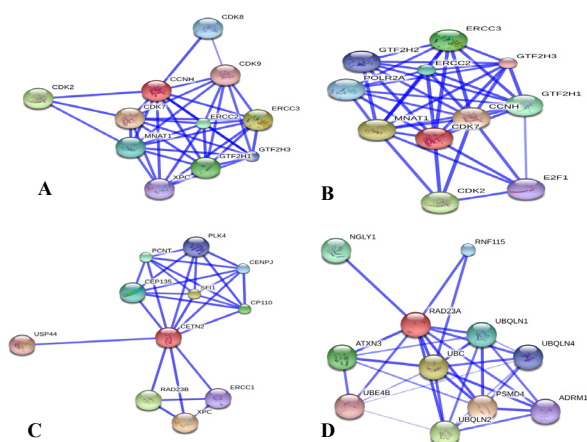 CDK8
CCNH
CDK9
CDK2
CDK7
ERCC3
ERCC2
MNAT1
GTF2H3
GTF2H1
XPC
A
ERCC3
GTF2H2
GTF2H3
ERCC2
POLR2A
GTF2H1
CCNH
MNAT1
CDK7
E2F1
CDK2
B
PLK4
PCNT
CENPJ
CEP135
SFI1
CP110
CETN2
USP44
RAD23B
ERCC1
XPC
C
NGLY1
RNF115
RAD23A
UBQLN1
ATXN3
UBC
UBQLN4
UBE4B
PSMD4
ADRM1
UBQLN2
D